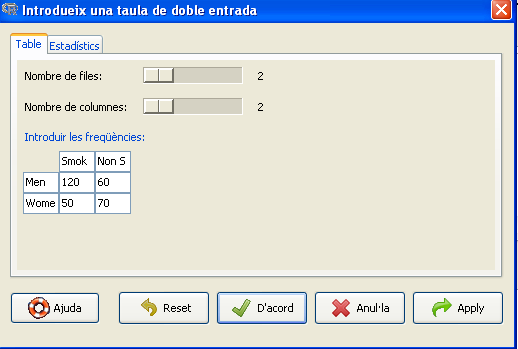 Introdueix una taula de doble entrada
Table Estadístics
Nombre de files: 2
Nombre de columnes: 2
Introduir les freqüències:
Smok Non S
Men 120 60
Wome 50 70
Ajuda Reset D'acord Anul·la Apply